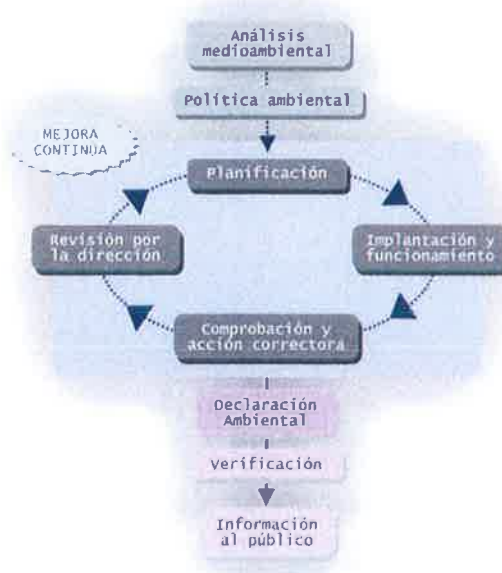 Análisis
medioambiental
Política ambiental
MEJORA
CONTINUA
Planificación
Revisión por
la dirección
Implantación y
funcionamiento
Comprobación y
acción correctora
Declaración
Ambiental
Verificación
Información
al público